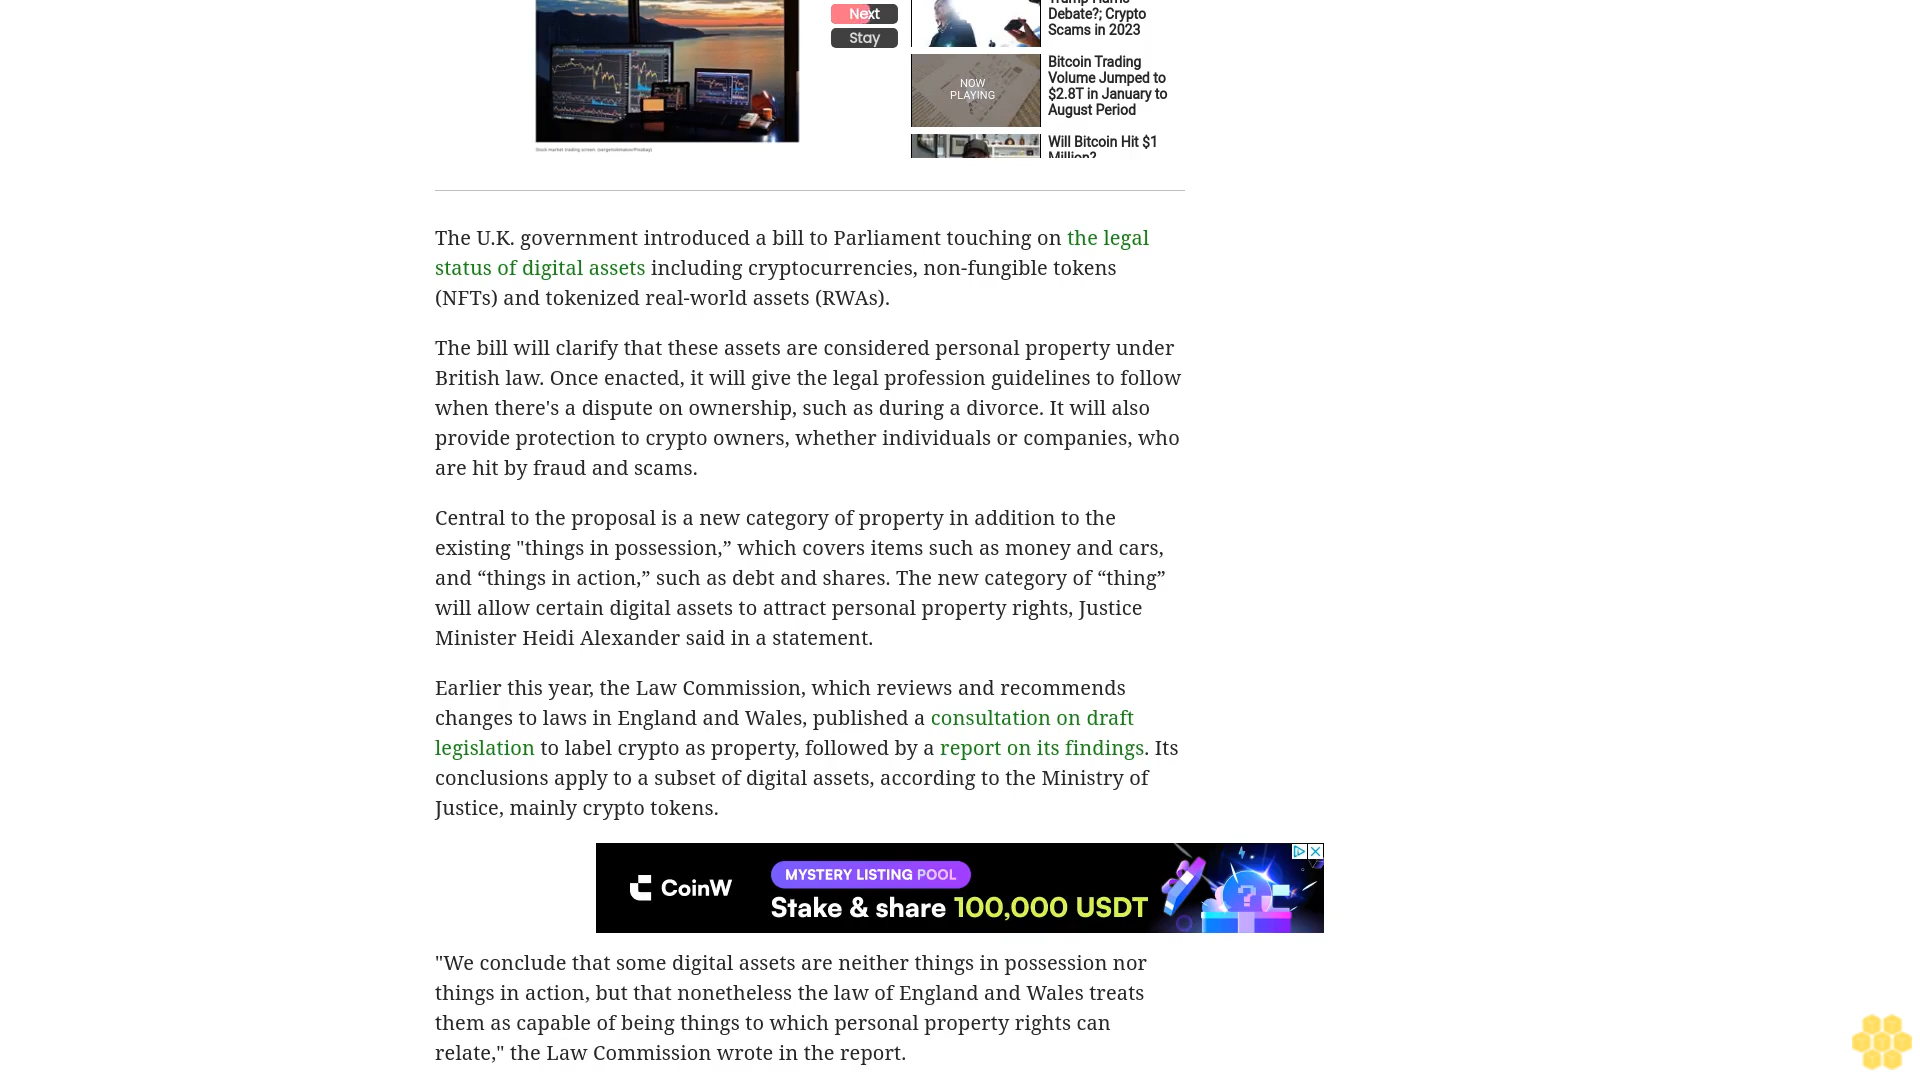 Next
Stay
Debate?; Crypto
Scams in 2023
NOW
PLAYING
Bitcoin Trading
Volume Jumped to
$2.8T in January to
August Period
Will Bitcoin Hit $1
Million?
The U.K. government introduced a bill to Parliament touching on the legal
status of digital assets including cryptocurrencies, non-fungible tokens
(NFTs) and tokenized real-world assets (RWAs).
The bill will clarify that these assets are considered personal property under
British law. Once enacted, it will give the legal profession guidelines to follow
when there's a dispute on ownership, such as during a divorce. It will also
provide protection to crypto owners, whether individuals or companies, who
are hit by fraud and scams.
Central to the proposal is a new category of property in addition to the
existing "things in possession,” which covers items such as money and cars,
and “things in action,” such as debt and shares. The new category of “thing”
will allow certain digital assets to attract personal property rights, Justice
Minister Heidi Alexander said in a statement.
Earlier this year, the Law Commission, which reviews and recommends
changes to laws in England and Wales, published a consultation on draft
legislation to label crypto as property, followed by a report on its findings. Its
conclusions apply to a subset of digital assets, according to the Ministry of
Justice, mainly crypto tokens.
CoinW
MYSTERY LISTING POOL
Stake & share 100,000 USDT
"We conclude that some digital assets are neither things in possession nor
things in action, but that nonetheless the law of England and Wales treats
them as capable of being things to which personal property rights can
relate," the Law Commission wrote in the report.